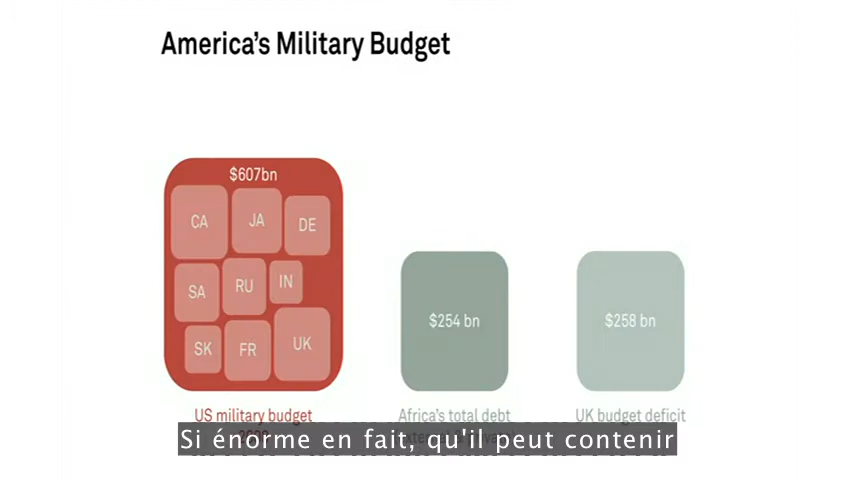 America's Military Budget
$607bn
CA
JA
DE
SA
RU
IN
SK
FR
UK
$254 bn
$258 bn
US military budget
Africa's total debt
UK budget deficit
Si énorme en fait, qu'il peut contenir